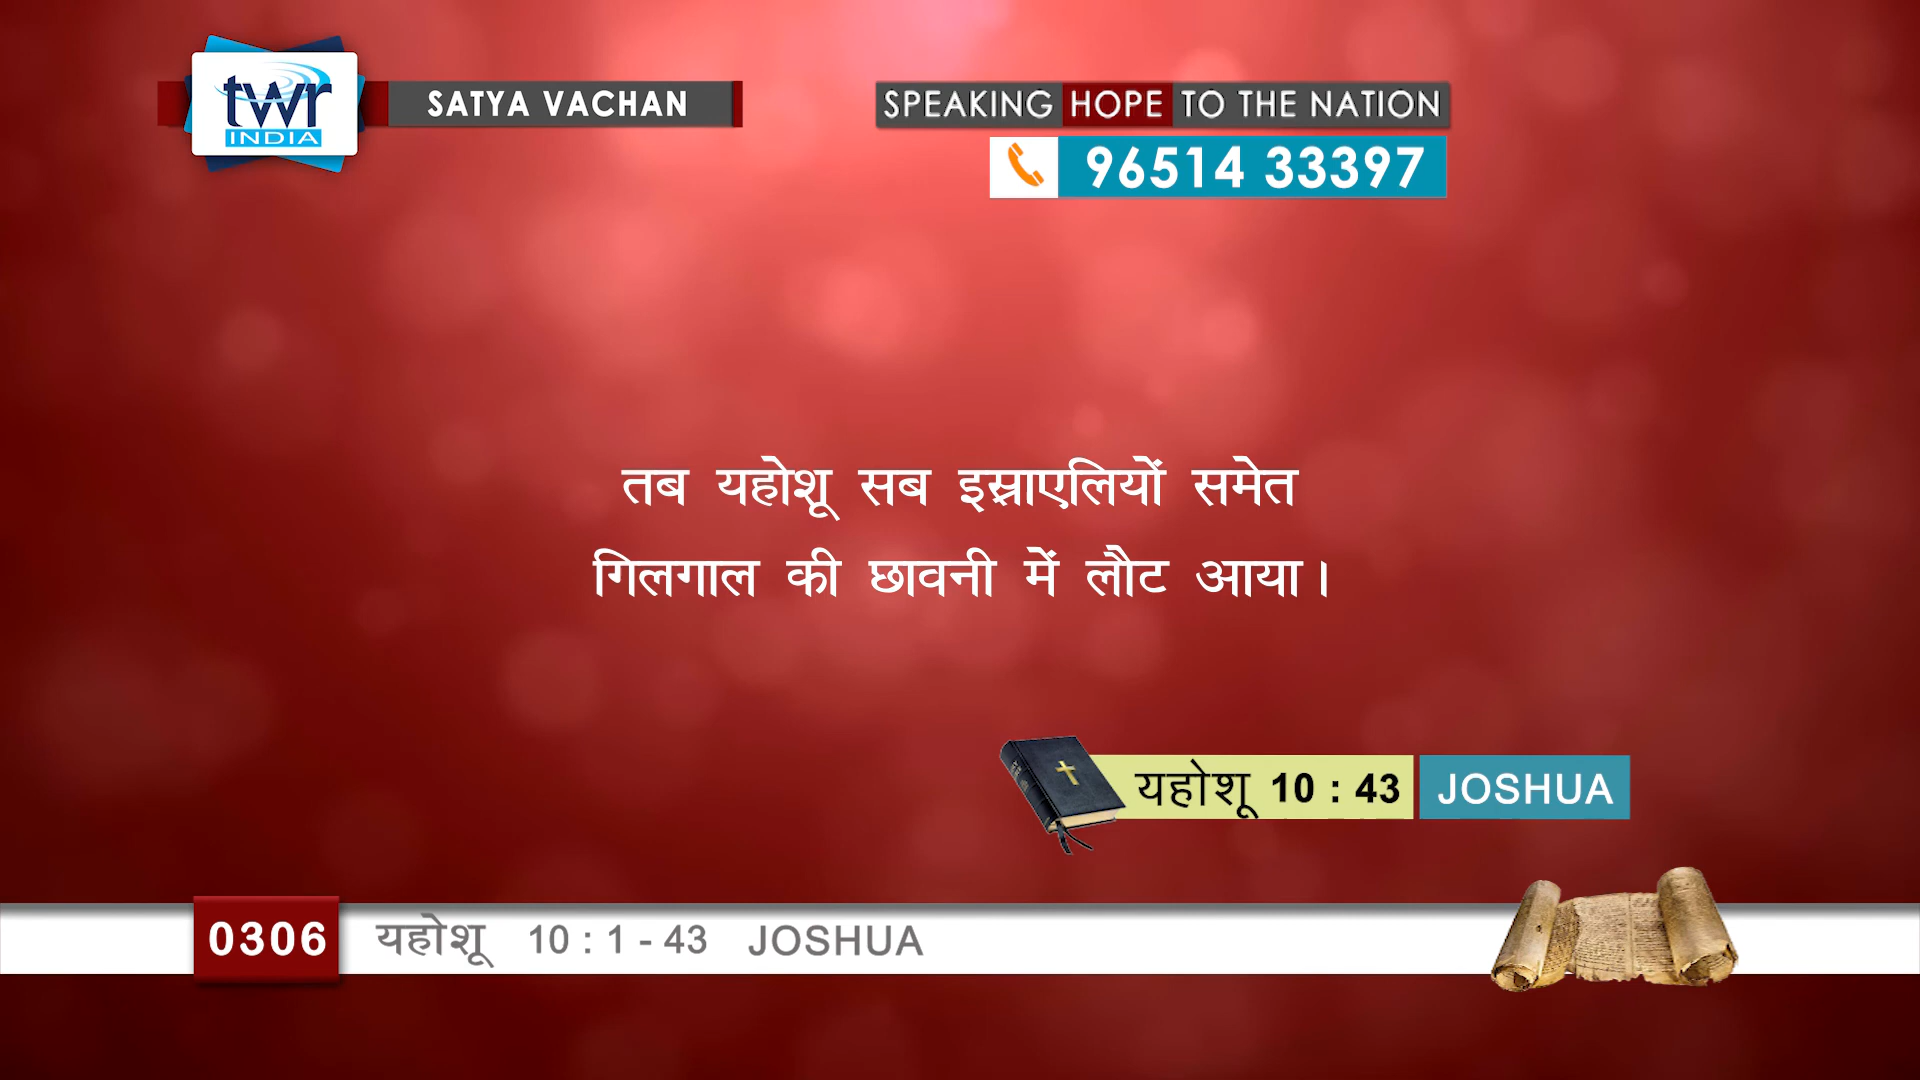 twr
INDIA
SATYA VACHAN
SPEAKING HOPE TO THE NATION
96514 33397
तब यहोशू सब इस्राएलियों समेत
गिलगाल की छावनी में लौट आया।
यहोशू 10 : 43 JOSHUA
0306 यहोशू 10 : 1 - 43 JOSHUA